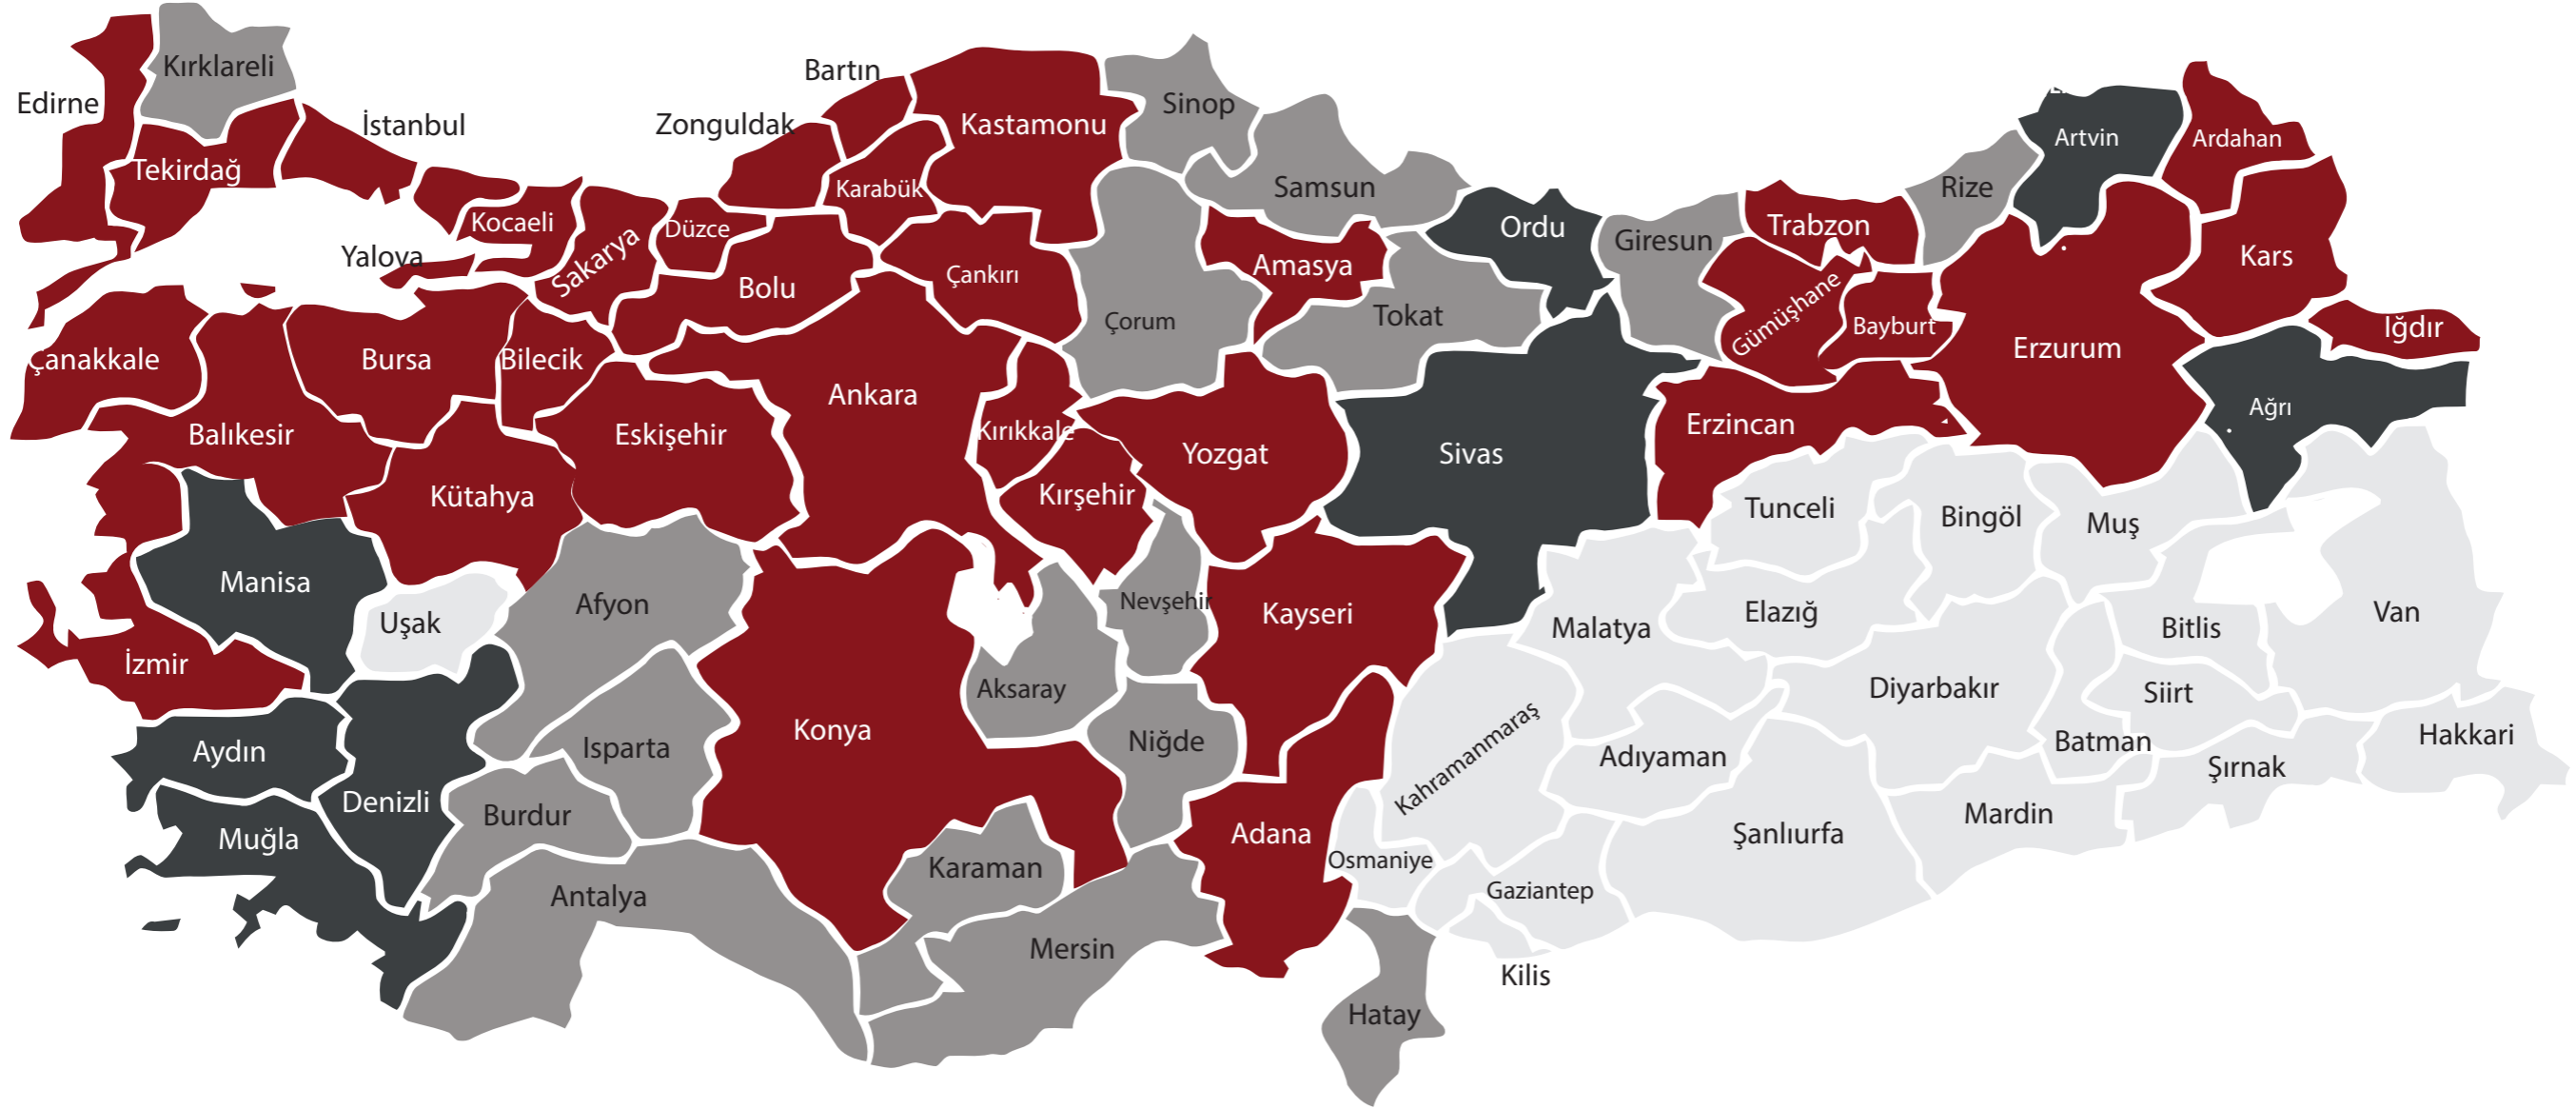 Kırklareli
Edirne
İstanbul
Tekirdağ
Bartın
Zonguldak
Kastamonu
Karabük
Sinop
Samsun
Kocaeli
Sakarya
Düzce
Yalova
Bolu
Çankırı
Çorum
Amasya
Tokat
Ordu
Giresun
Trabzon
Gümüşhane
Bayburt
Rize
Artvin
Ardahan
Kars
Iğdır
Erzurum
Ağrı
Çanakkale
Bursa
Bilecik
Balıkesir
Kütahya
Eskişehir
Ankara
Kırıkkale
Kırşehir
Yozgat
Sivas
Erzincan
Tunceli
Bingöl
Muş
Manisa
Uşak
Afyon
Nevşehir
Kayseri
Malatya
Elazığ
Bitlis
Van
İzmir
Aksaray
Konya
Niğde
Kahramanmaraş
Adıyaman
Diyarbakır
Siirt
Batman
Şırnak
Hakkari
Aydın
Denizli
Isparta
Burdur
Muğla
Antalya
Karaman
Mersin
Adana
Osmaniye
Gaziantep
Şanlıurfa
Mardin
Kilis
Hatay